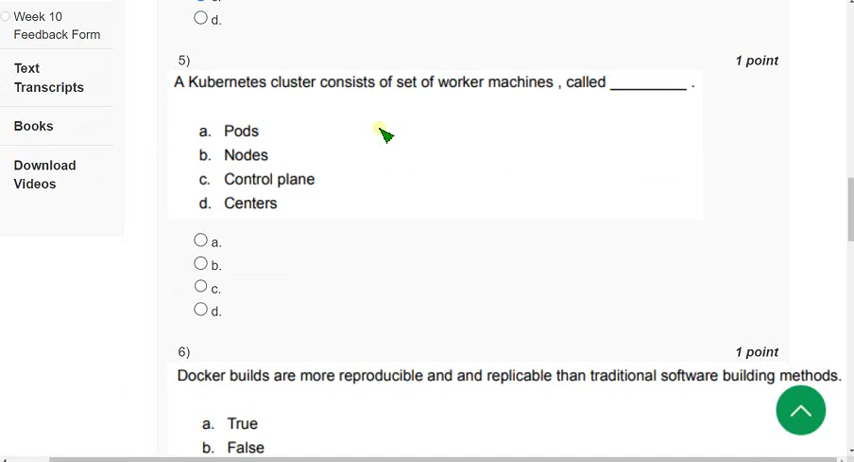 Week 10
Feedback Form
Text
Transcripts
Books
Download
Videos
d.
5)
1 point
A Kubernetes cluster consists of set of worker machines , called _________ .
a. Pods
b. Nodes
c. Control plane
d. Centers
a.
b.
c.
d.
6)
1 point
Docker builds are more reproducible and and replicable than traditional software building methods.
a. True
b. False